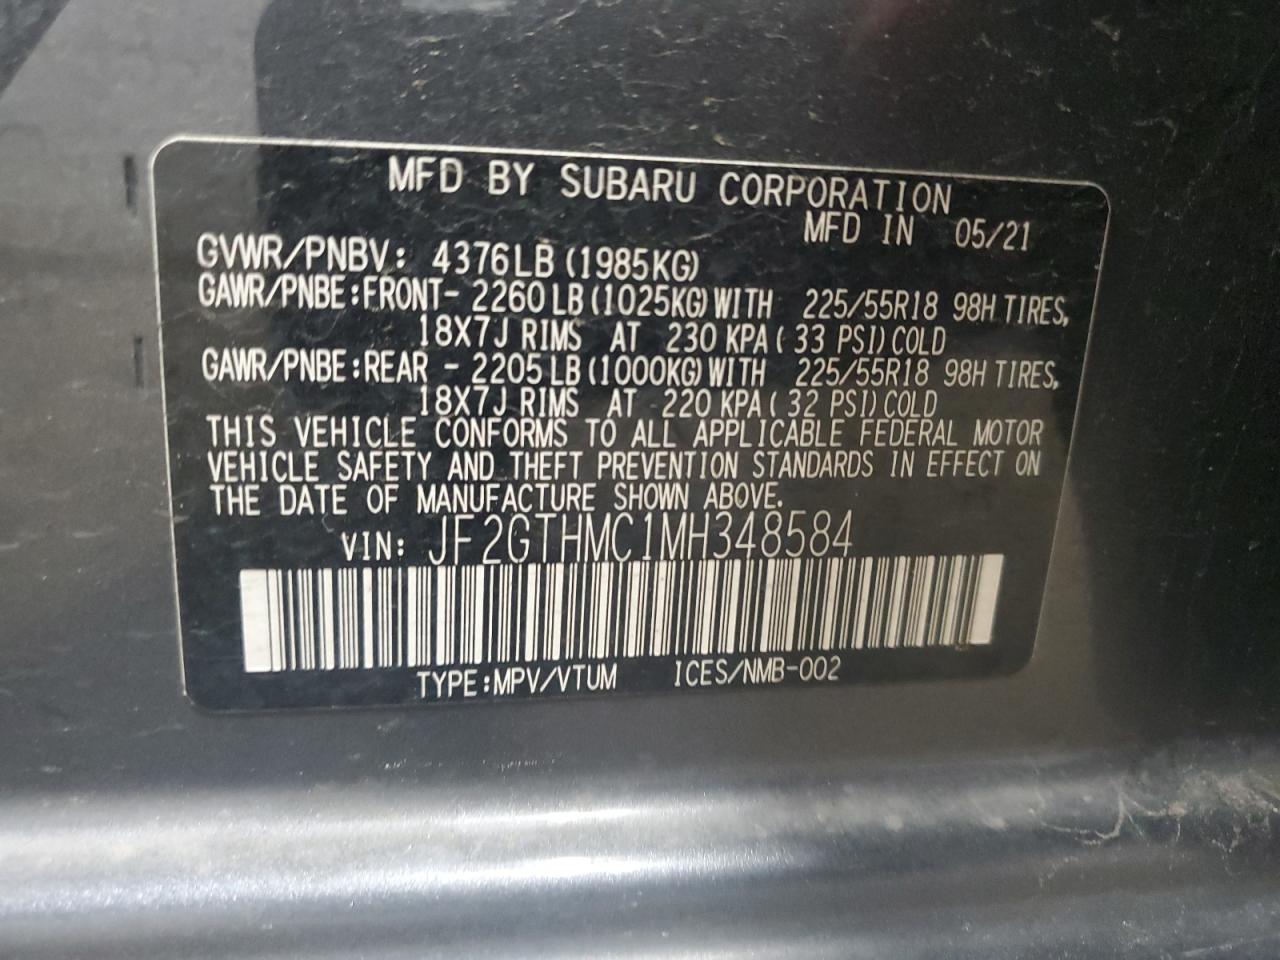 MFD BY SUBARU CORPORATION
MFD IN 05/21
GVWR/PNBV: 4376LB (1985KG)
GAWR/PNBE:FRONT- 2260LB(1025KG)WITH 225/55R18 98H TIRES,
18X7J RIMS AT 230 KPA( 33 PSI)COLD
GAWR/PNBE:REAR - 2205LB(1000KG)WITH 225/55R18 98H TIRES,
18X7J RIMS AT 220 KPA( 32 PSI)COLD
THIS VEHICLE CONFORMS TO ALL APPLICABLE FEDERAL MOTOR
VEHICLE SAFETY AND THEFT PREVENTION STANDARDS IN EFFECT ON
THE DATE OF MANUFACTURE SHOWN ABOVE.
VIN: JF2GTHMC1MH348584
TYPE:MPV/VTUM ICES/NMB-002